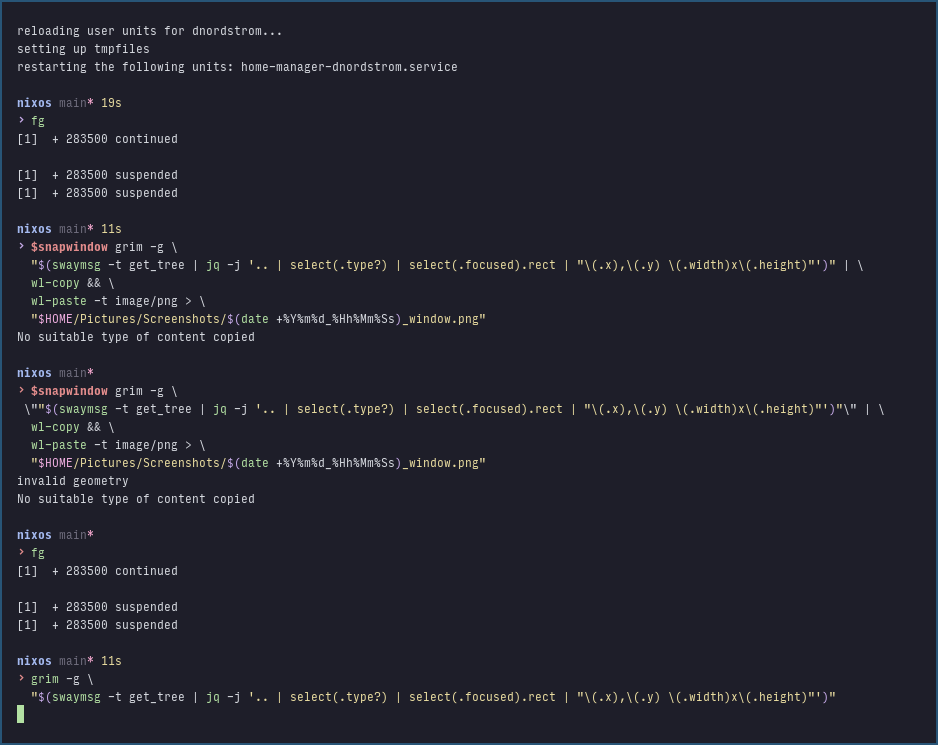 reloading user units for dnordstrom...
setting up tmpfiles
restarting the following units: home-manager-dnordstrom.service
nixos main* 19s
› fg
[1]  + 283500 continued
[1]  + 283500 suspended
[1]  + 283500 suspended
nixos main* 11s
› $snapwindow grim -g \
  "$(swaymsg -t get_tree | jq -j '.. | select(.type?) | select(.focused).rect | "\(.x),\(.y) \(.width)x\(.height)"')" | \
  wl-copy && \
  wl-paste -t image/png > \
  "$HOME/Pictures/Screenshots/$(date +%Y%m%d_%Hh%Mm%Ss)_window.png"
No suitable type of content copied
nixos main*
› $snapwindow grim -g \
 \""$(swaymsg -t get_tree | jq -j '.. | select(.type?) | select(.focused).rect | "\(.x),\(.y) \(.width)x\(.height)"')"\" | \
  wl-copy && \
  wl-paste -t image/png > \
  "$HOME/Pictures/Screenshots/$(date +%Y%m%d_%Hh%Mm%Ss)_window.png"
invalid geometry
No suitable type of content copied
nixos main*
› fg
[1]  + 283500 continued
[1]  + 283500 suspended
[1]  + 283500 suspended
nixos main* 11s
› grim -g \
  "$(swaymsg -t get_tree | jq -j '.. | select(.type?) | select(.focused).rect | "\(.x),\(.y) \(.width)x\(.height)"')"